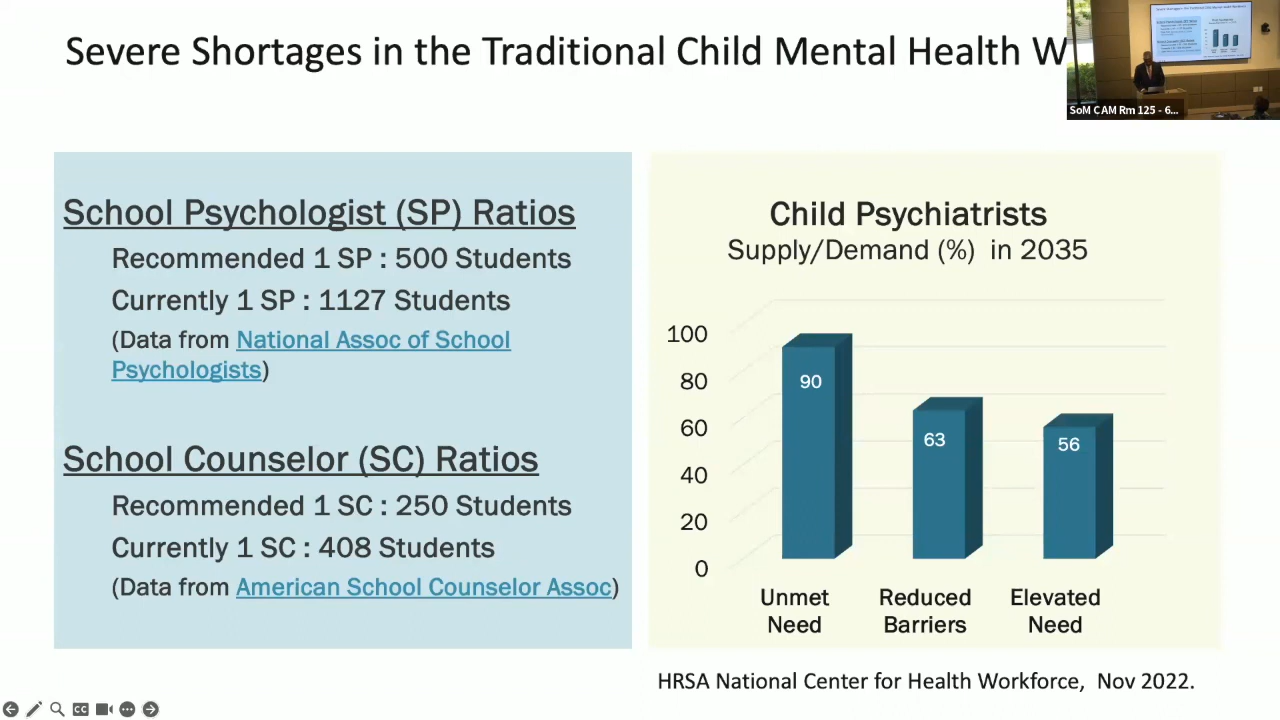 Severe Shortages in the Traditional Child Mental Health W
SoM CAM Rm 125 - 6...
School Psychologist (SP) Ratios
Recommended 1 SP : 500 Students
Currently 1 SP : 1127 Students
(Data from National Assoc of School
Psychologists)
School Counselor (SC) Ratios
Recommended 1 SC : 250 Students
Currently 1 SC : 408 Students
(Data from American School Counselor Assoc)
Child Psychiatrists
Supply/Demand (%) in 2035
100
80
60
40
20
0
90
63
56
Unmet
Need
Reduced
Barriers
Elevated
Need
HRSA National Center for Health Workforce, Nov 2022.
CC